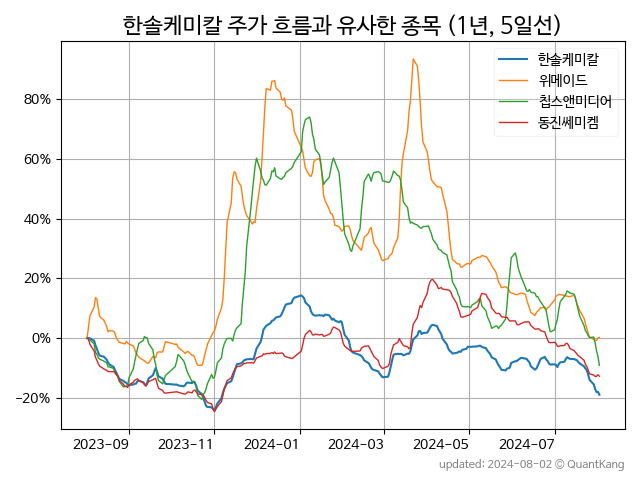 한솔케미칼 주가 흐름과 유사한 종목 (1년, 5일선)
한솔케미칼
위메이드
칩스앤미디어
동진쎄미켐
80%
60%
40%
20%
0%
−20%
2023-09
2023-11
2024-01
2024-03
2024-05
2024-07
updated: 2024-08-02 © QuantKang